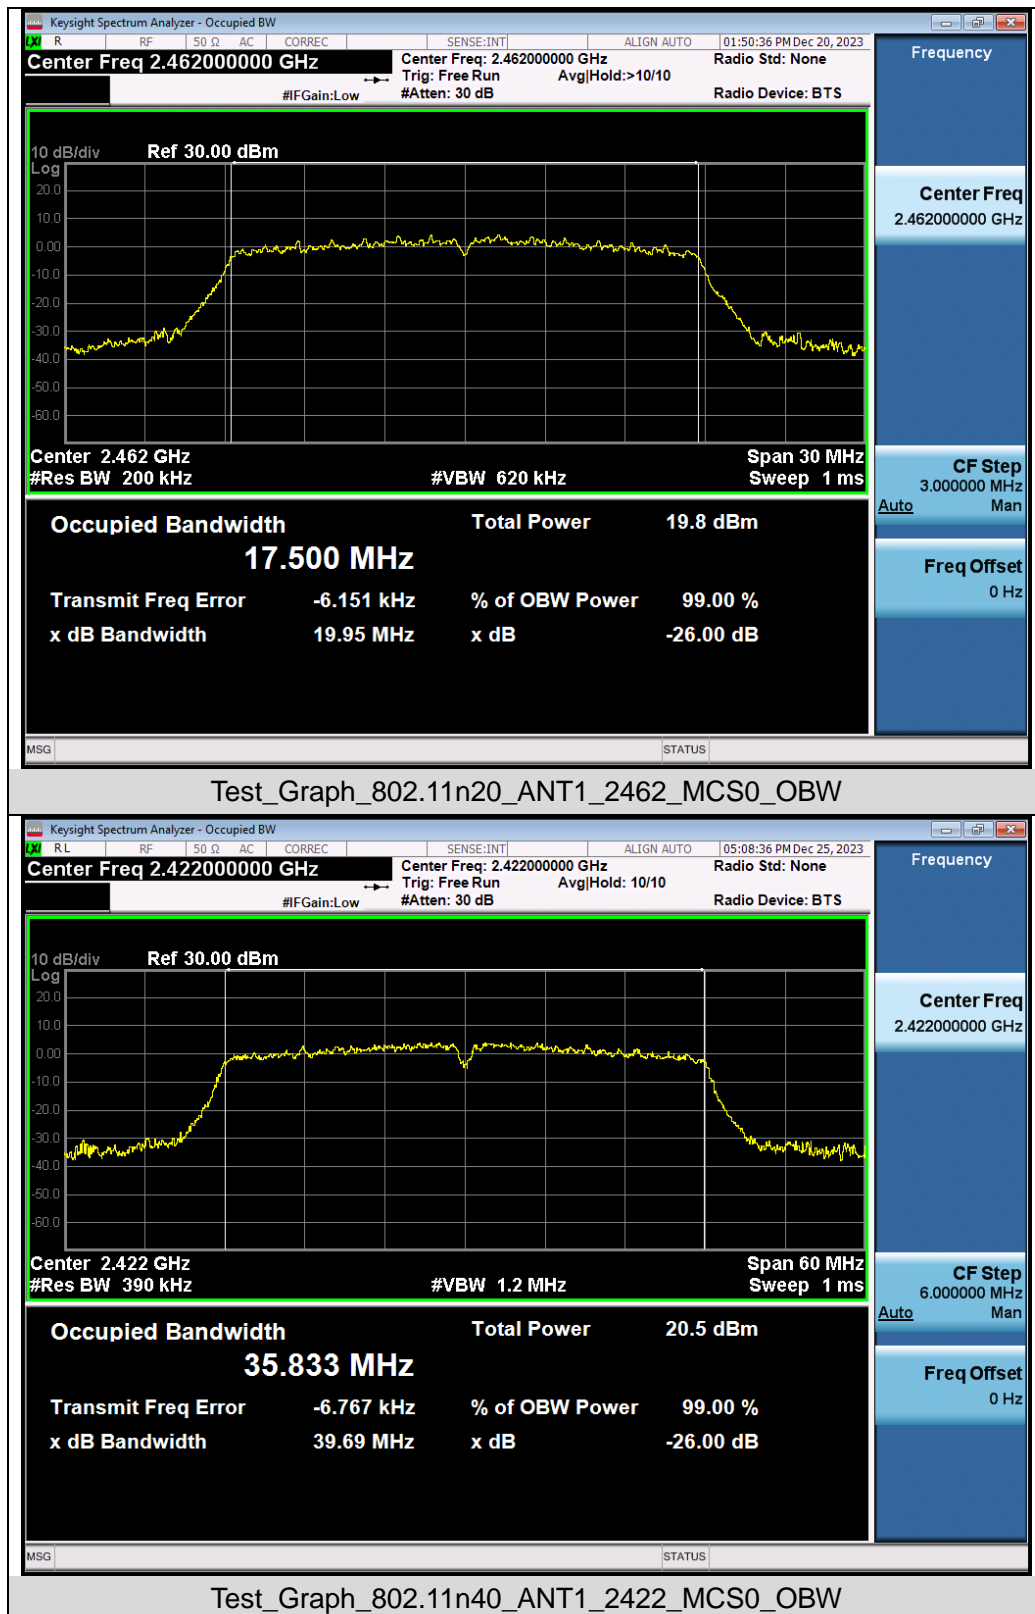 Keysight Spectrum Analyzer - Occupied BW
LXI R RF 50 Ω AC CORREC SENSE:INT ALIGN AUTO 01:50:36 PM Dec 20, 2023
Center Freq 2.462000000 GHz
Center Freq: 2.462000000 GHz Radio Std: None
Trig: Free Run Avg|Hold:>10/10
#IFGain:Low #Atten: 30 dB Radio Device: BTS
Frequency
10 dB/div Ref 30.00 dBm
Log
20.0
10.0
0.00
-10.0
-20.0
-30.0
-40.0
-50.0
-60.0
Center 2.462 GHz Span 30 MHz
#Res BW 200 kHz #VBW 620 kHz Sweep 1 ms
Center Freq
2.462000000 GHz
CF Step
3.000000 MHz
Auto Man
Freq Offset
0 Hz
Occupied Bandwidth Total Power 19.8 dBm
17.500 MHz
Transmit Freq Error -6.151 kHz % of OBW Power 99.00 %
x dB Bandwidth 19.95 MHz x dB -26.00 dB
MSG STATUS
Test_Graph_802.11n20_ANT1_2462_MCS0_OBW
Keysight Spectrum Analyzer - Occupied BW
LXI RL RF 50 Ω AC CORREC SENSE:INT ALIGN AUTO 05:08:36 PM Dec 25, 2023
Center Freq 2.422000000 GHz
Center Freq: 2.422000000 GHz Radio Std: None
Trig: Free Run Avg|Hold: 10/10
#IFGain:Low #Atten: 30 dB Radio Device: BTS
Frequency
10 dB/div Ref 30.00 dBm
Log
20.0
10.0
0.00
-10.0
-20.0
-30.0
-40.0
-50.0
-60.0
Center 2.422 GHz Span 60 MHz
#Res BW 390 kHz #VBW 1.2 MHz Sweep 1 ms
Center Freq
2.422000000 GHz
CF Step
6.000000 MHz
Auto Man
Freq Offset
0 Hz
Occupied Bandwidth Total Power 20.5 dBm
35.833 MHz
Transmit Freq Error -6.767 kHz % of OBW Power 99.00 %
x dB Bandwidth 39.69 MHz x dB -26.00 dB
MSG STATUS
Test_Graph_802.11n40_ANT1_2422_MCS0_OBW